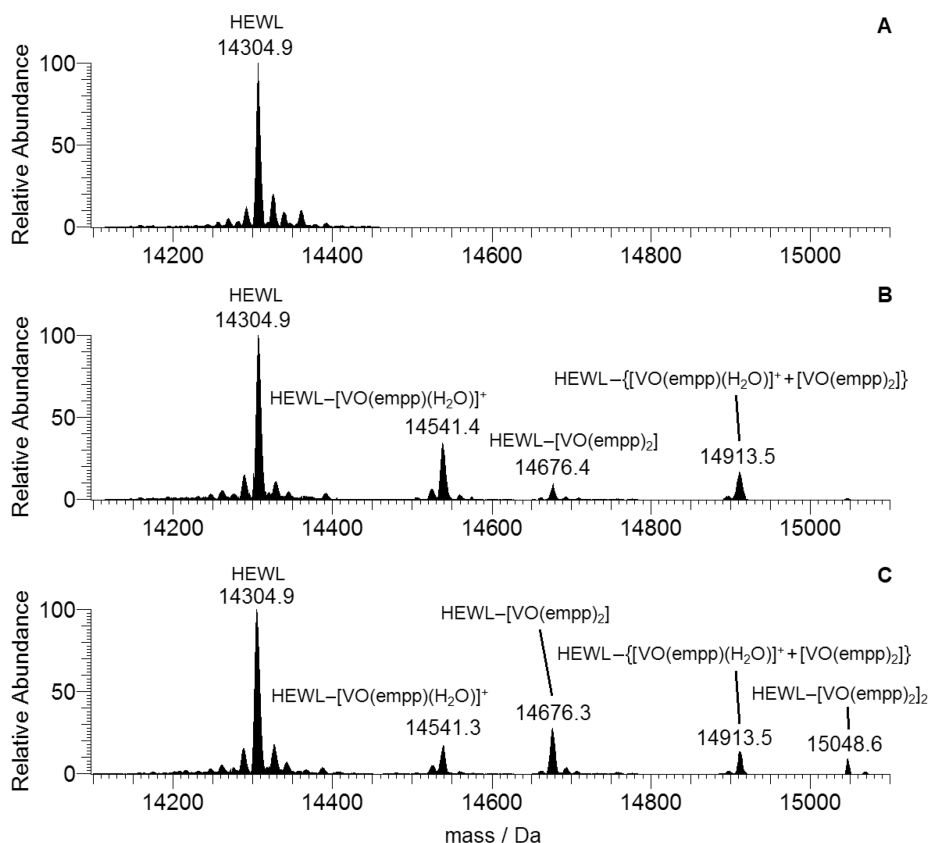 HEWL
14304.9
A
Relative Abundance
100
50
0
14200 14400 14600 14800 15000
HEWL
14304.9
B
Relative Abundance
100
50
0
HEWL–[VO(empp)(H₂O)]⁺
14541.4
HEWL–[VO(empp)₂]
14676.4
HEWL–{[VO(empp)(H₂O)]⁺+[VO(empp)₂]}
14913.5
14200 14400 14600 14800 15000
HEWL
14304.9
C
Relative Abundance
100
50
0
HEWL–[VO(empp)(H₂O)]⁺
14541.3
HEWL–[VO(empp)₂]
14676.3
HEWL–{[VO(empp)(H₂O)]⁺+[VO(empp)₂]}
14913.5
HEWL–[VO(empp)₂]₂
15048.6
14200 14400 14600 14800 15000
mass / Da